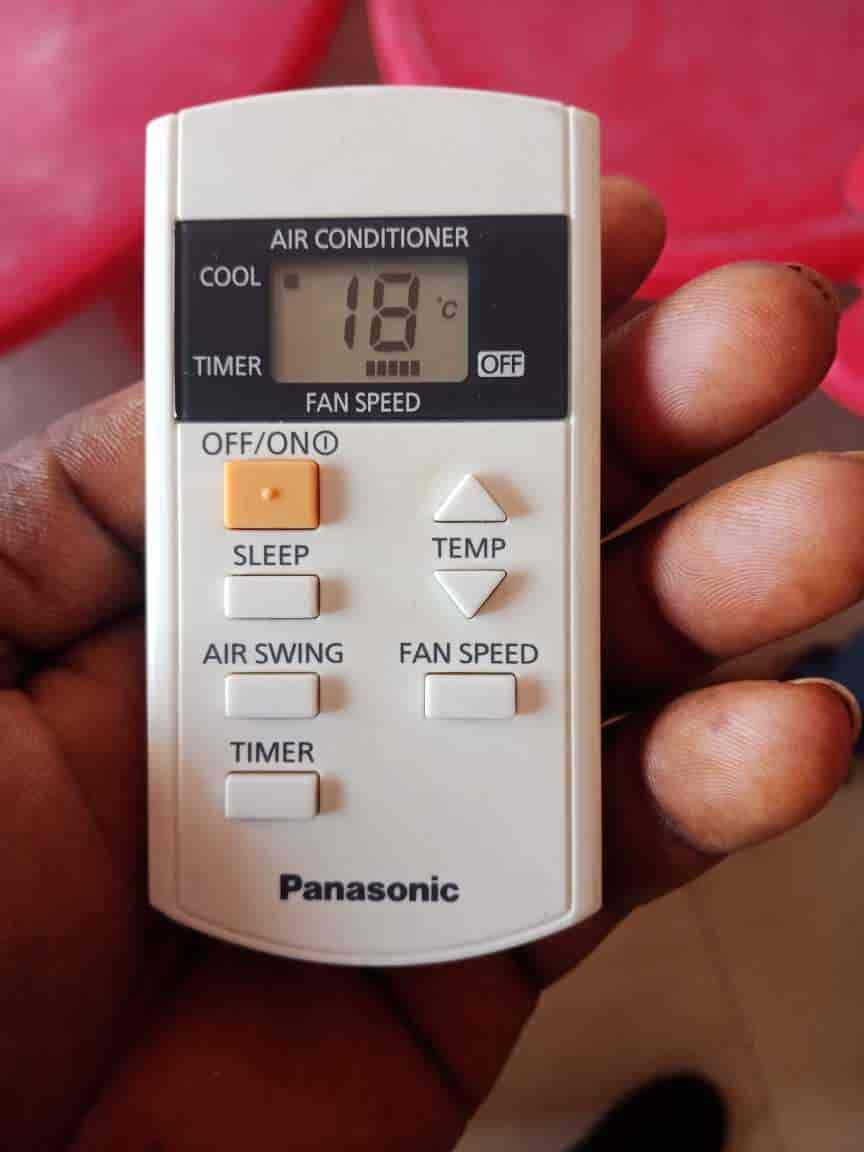 AIR CONDITIONER
COOL
18 °C
TIMER
OFF
FAN SPEED
OFF/ON
SLEEP
TEMP
AIR SWING
FAN SPEED
TIMER
Panasonic